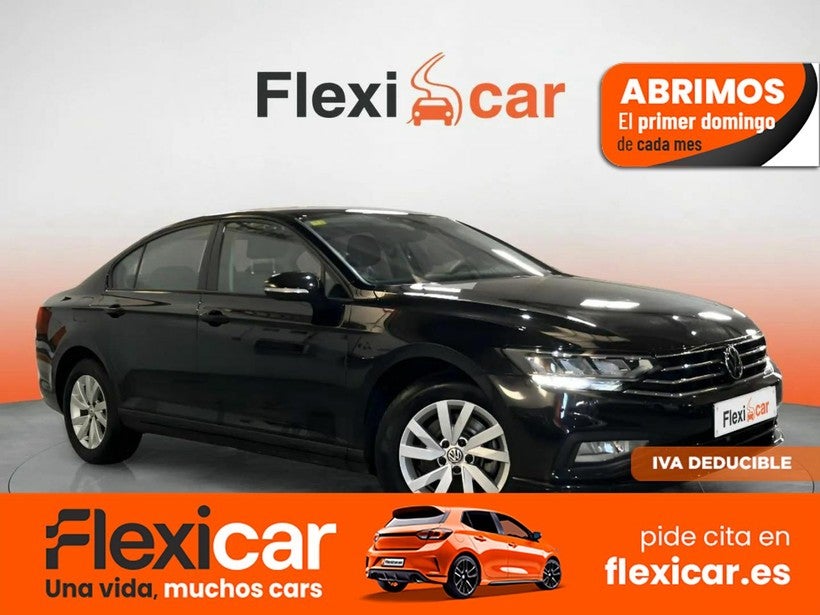 Flexicar
ABRIMOS
El primer domingo
de cada mes
Flexicar
IVA DEDUCIBLE
Flexicar
Una vida, muchos cars
pide cita en
flexicar.es